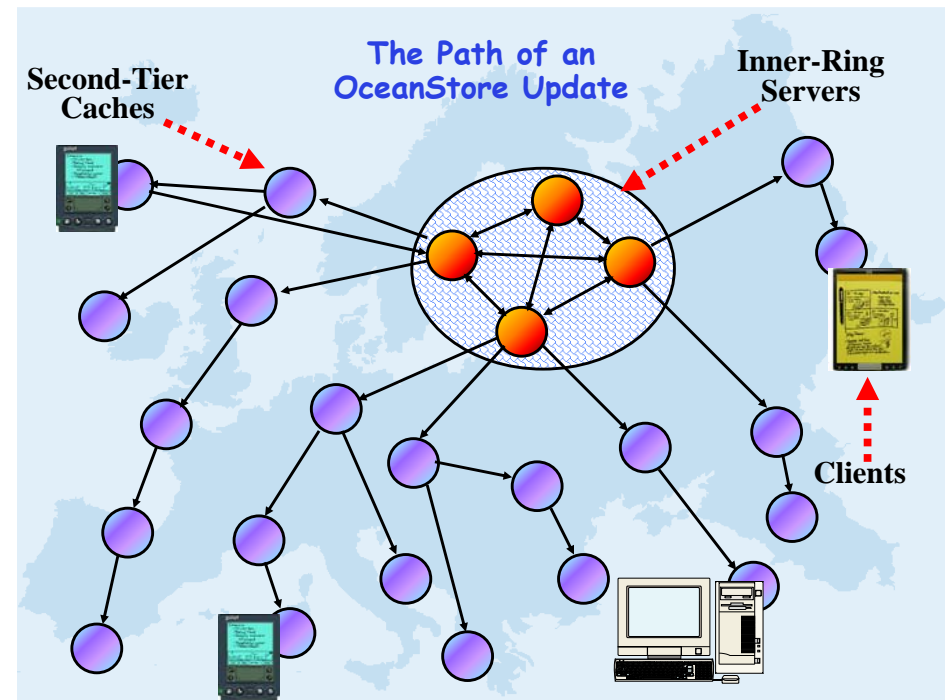 The Path of an
OceanStore Update
Second-Tier
Caches
Inner-Ring
Servers
Clients